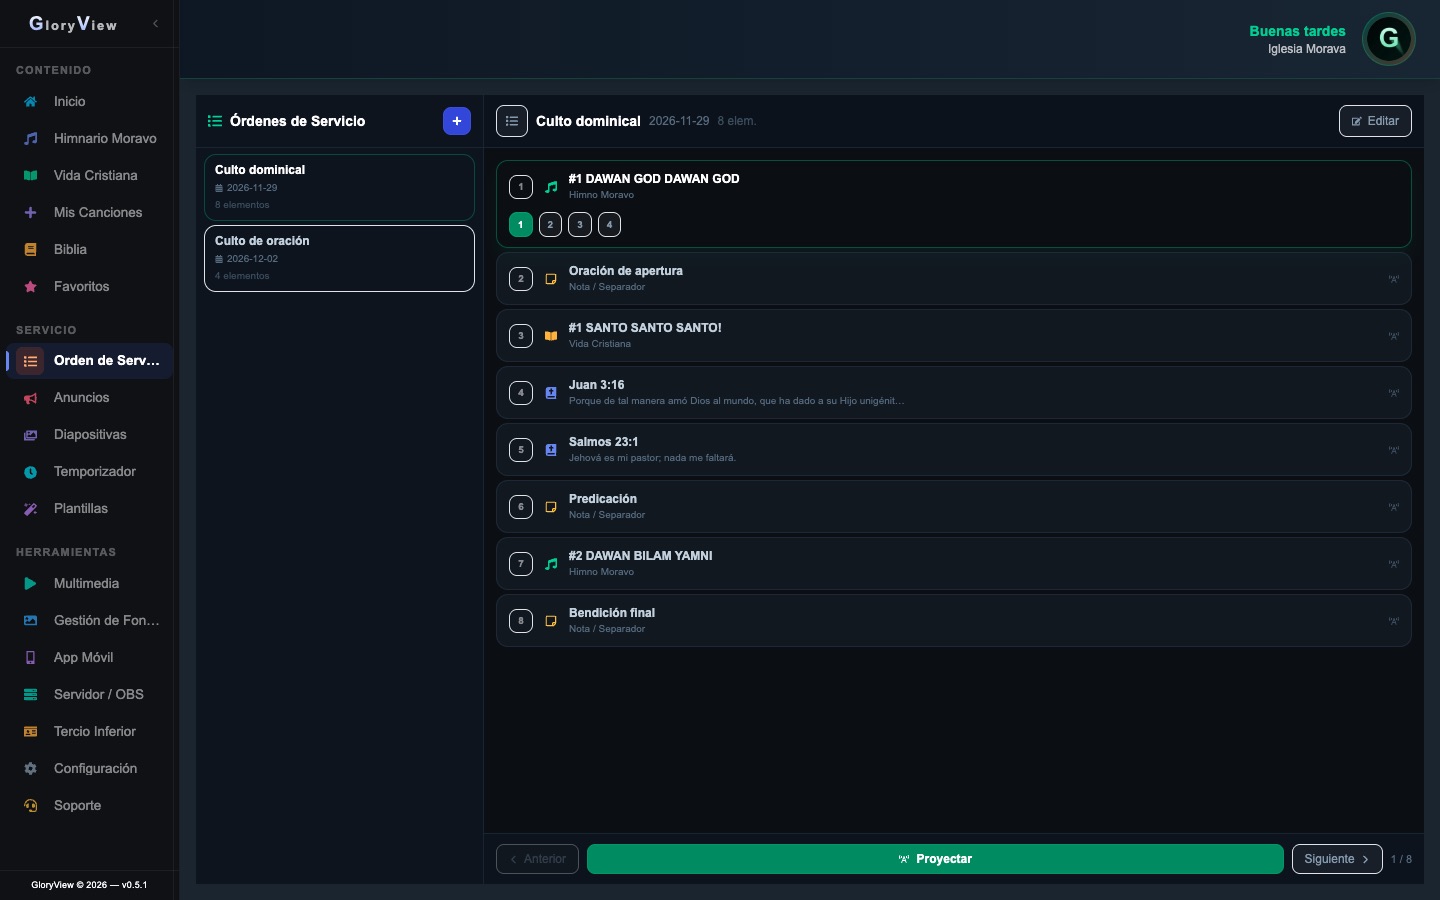 GloryView
CONTENIDO
Inicio
Himnario Moravo
Vida Cristiana
Mis Canciones
Biblia
Favoritos
SERVICIO
Orden de Serv...
Anuncios
Diapositivas
Temporizador
Plantillas
HERRAMIENTAS
Multimedia
Gestión de Fon...
App Móvil
Servidor / OBS
Tercio Inferior
Configuración
Soporte
GloryView © 2026 — v0.5.1
Buenas tardes
Iglesia Morava
G
Órdenes de Servicio
+
Culto dominical
2026-11-29
8 elementos
Culto de oración
2026-12-02
4 elementos
Culto dominical 2026-11-29 8 elem.
Editar
1
#1 DAWAN GOD DAWAN GOD
Himno Moravo
1 2 3 4
2
Oración de apertura
Nota / Separador
3
#1 SANTO SANTO SANTO!
Vida Cristiana
4
Juan 3:16
Porque de tal manera amó Dios al mundo, que ha dado a su Hijo unigénit...
5
Salmos 23:1
Jehová es mi pastor; nada me faltará.
6
Predicación
Nota / Separador
7
#2 DAWAN BILAM YAMNI
Himno Moravo
8
Bendición final
Nota / Separador
Anterior
Proyectar
Siguiente
1 / 8